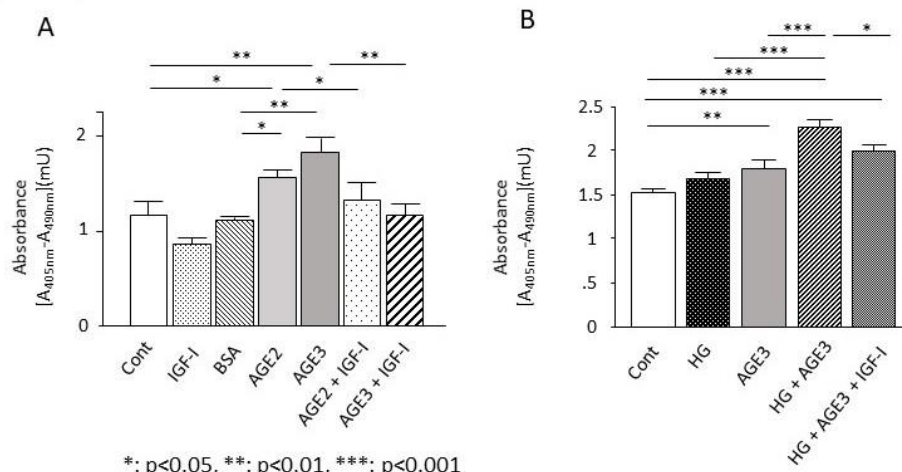 A
**
**
*
*
**
*
Absorbance
[A405nm-A490nm](mU)
2
1
0
Cont
IGF-I
BSA
AGE2
AGE3
AGE2 + IGF-I
AGE3 + IGF-I
*: p<0.05, **: p<0.01, ***: p<0.001
B
***
*
***
***
***
**
Absorbance
[A405nm-A490nm](mU)
2.5
2
1.5
1
.5
0
Cont
HG
AGE3
HG + AGE3
HG + AGE3 + IGF-I